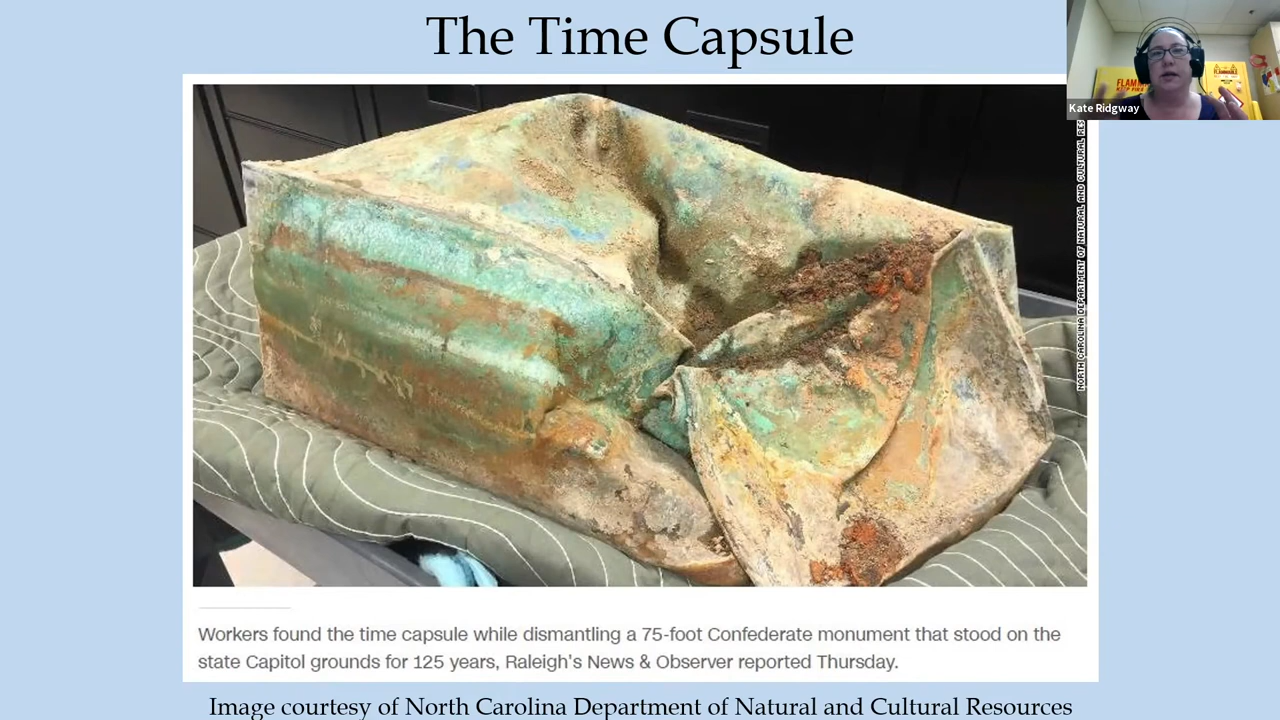 The Time Capsule
Kate Ridgway
NORTH CAROLINA DEPARTMENT OF NATURAL AND CULTURAL RES
Workers found the time capsule while dismantling a 75-foot Confederate monument that stood on the
state Capitol grounds for 125 years, Raleigh's News & Observer reported Thursday.
Image courtesy of North Carolina Department of Natural and Cultural Resources